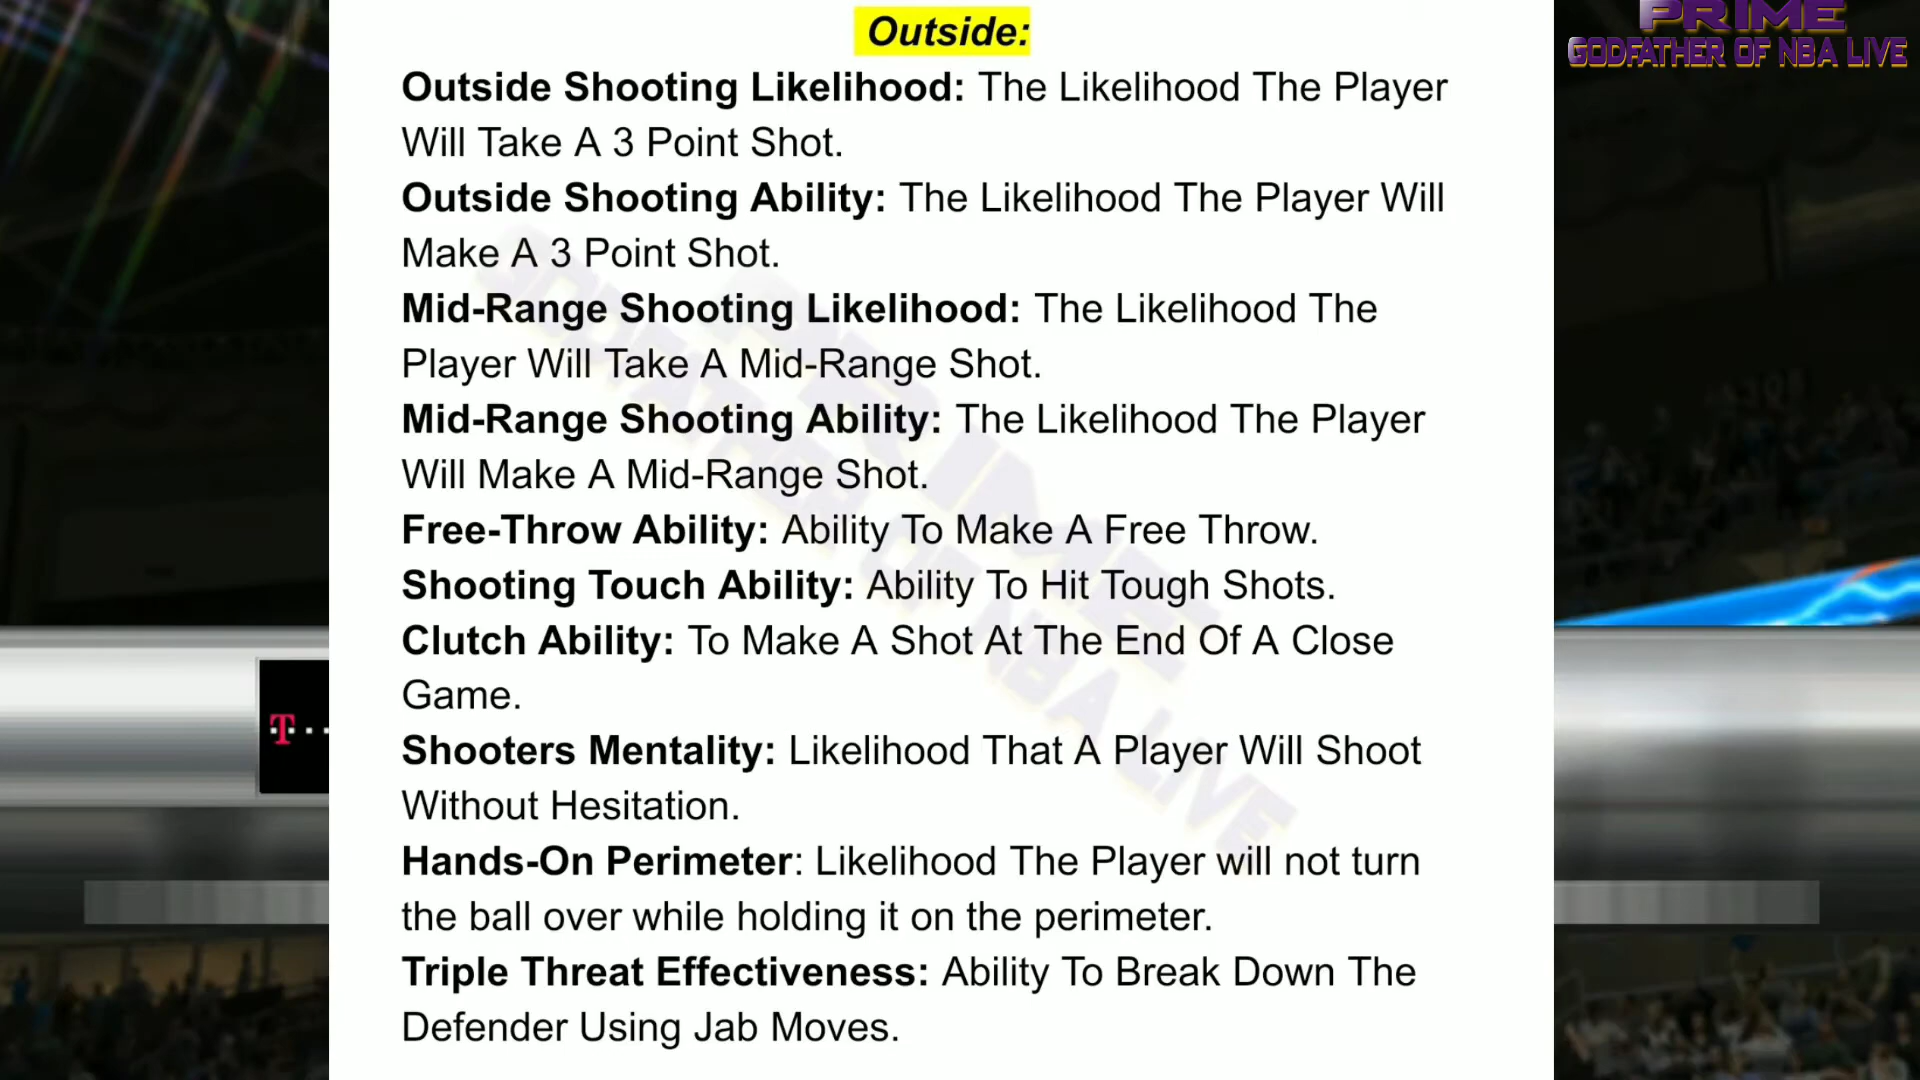 PRIME
GODFATHER OF NBA LIVE
Outside:
Outside Shooting Likelihood: The Likelihood The Player
Will Take A 3 Point Shot.
Outside Shooting Ability: The Likelihood The Player Will
Make A 3 Point Shot.
Mid-Range Shooting Likelihood: The Likelihood The
Player Will Take A Mid-Range Shot.
Mid-Range Shooting Ability: The Likelihood The Player
Will Make A Mid-Range Shot.
Free-Throw Ability: Ability To Make A Free Throw.
Shooting Touch Ability: Ability To Hit Tough Shots.
Clutch Ability: To Make A Shot At The End Of A Close
Game.
Shooters Mentality: Likelihood That A Player Will Shoot
Without Hesitation.
Hands-On Perimeter: Likelihood The Player will not turn
the ball over while holding it on the perimeter.
Triple Threat Effectiveness: Ability To Break Down The
Defender Using Jab Moves.
PRIME
GODFATHER OF NBA LIVE
T